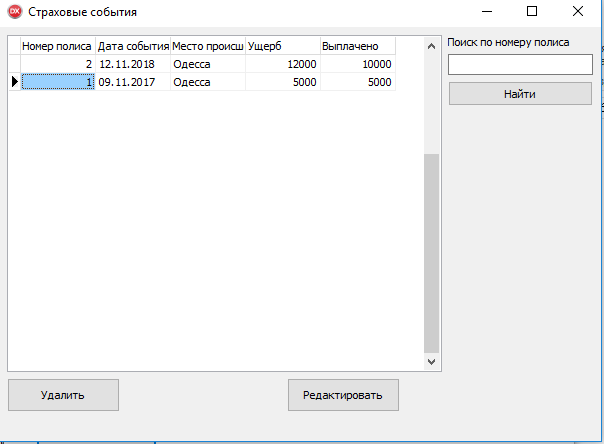 DX Страховые события
Номер полиса Дата события Место происш Ущерб Выплачено
2 12.11.2018 Одесса 12000 10000
1 09.11.2017 Одесса 5000 5000
Поиск по номеру полиса
Найти
Удалить Редактировать